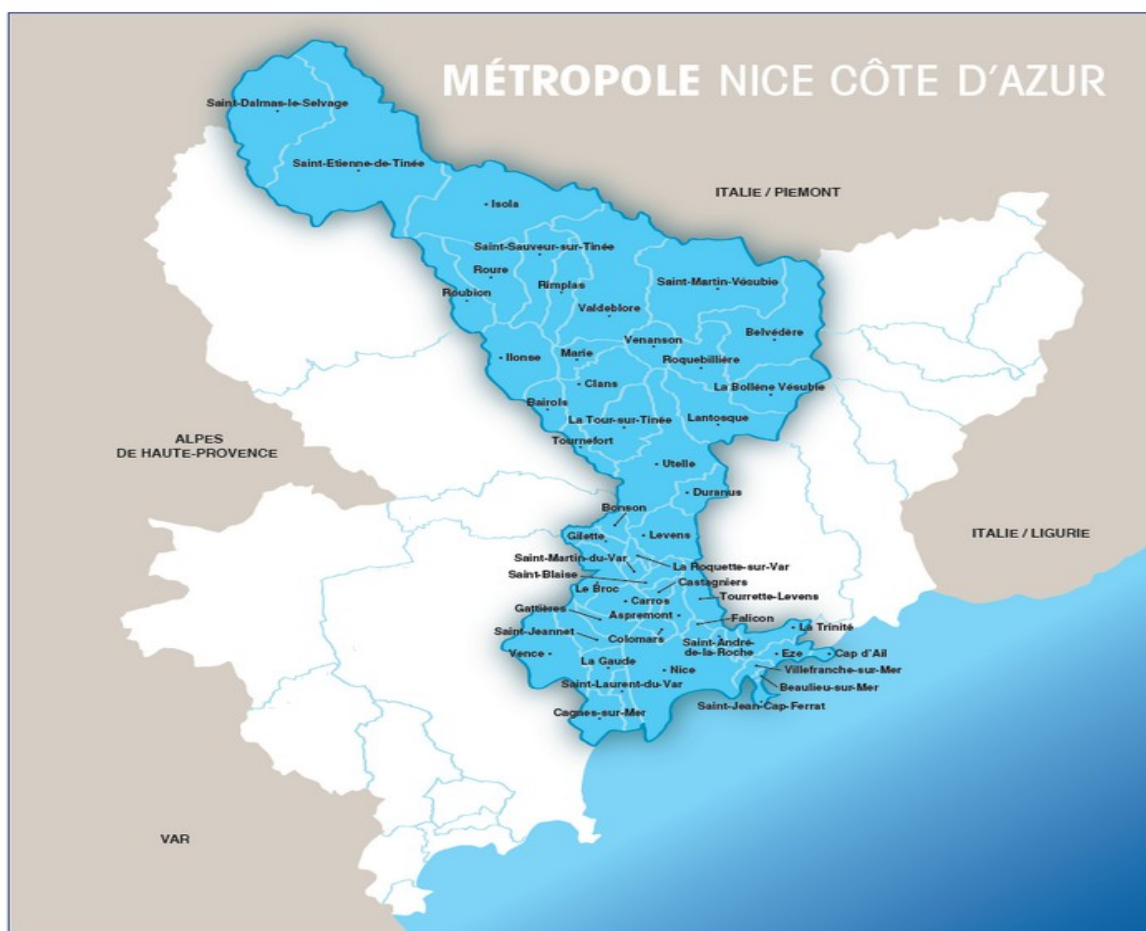 MÉTROPOLE NICE CÔTE D'AZUR
Saint-Dalmas-le-Selvage
Saint-Etienne-de-Tinée
ITALIE / PIEMONT
Isola
Saint-Sauveur-sur-Tinée
Roure
Rimplas
Saint-Martin-Vésubie
Roubion
Valdeblore
Belvédère
Venanson
Ilonse
Marie
Roquebillière
Clans
La Bollène Vésubie
Bairols
La Tour-sur-Tinée
Lantosque
Tournefort
ALPES
DE HAUTE-PROVENCE
Utelle
Duranus
Bonson
Gilette
Levens
ITALIE / LIGURIE
Saint-Martin-du-Var
La Roquette-sur-Var
Saint-Blaise
Castagniers
Le Broc
Carros
Tourrette-Levens
Gattières
Aspremont
Falicon
La Trinité
Saint-Jeannet
Colomars
Saint-André-
de-la-Roche
Vence
Eze
Cap d'Ail
La Gaude
Nice
Villefranche-sur-Mer
Saint-Laurent-du-Var
Beaulieu-sur-Mer
Cagnes-sur-Mer
Saint-Jean-Cap-Ferrat
VAR